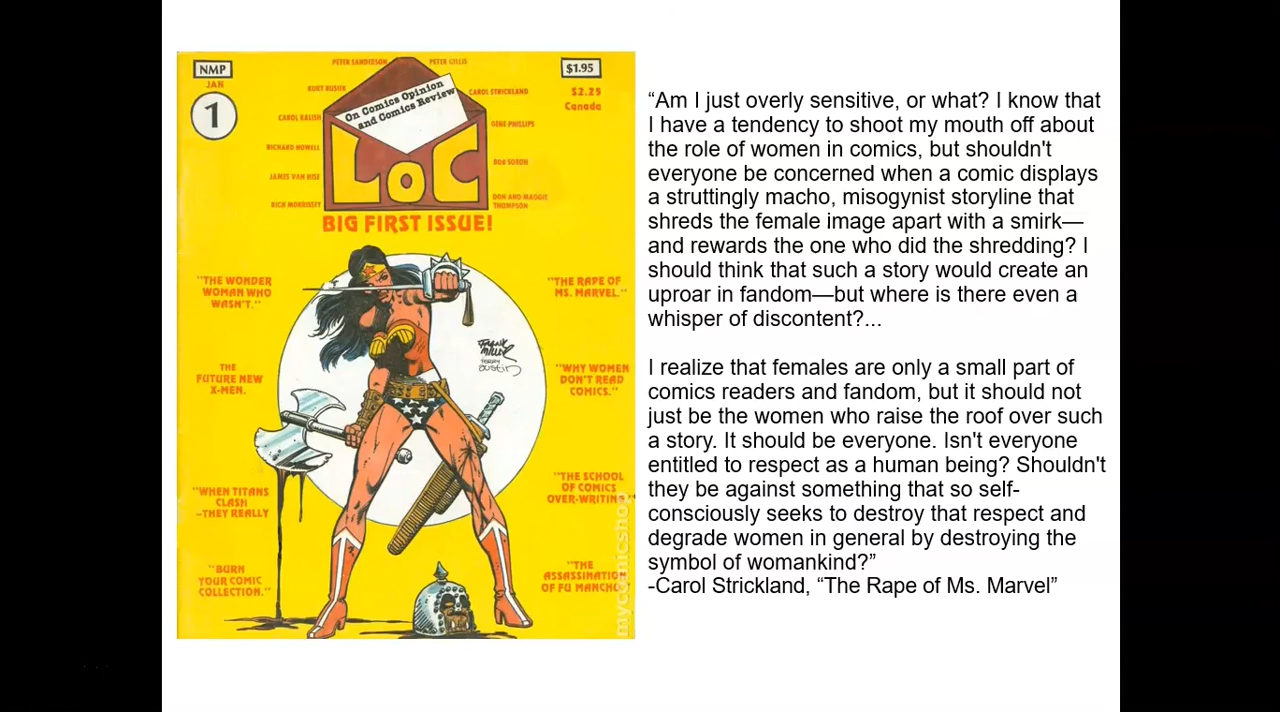 NMP
JAN
1
PETER SANDERSON
PETER GILLIS
KURT BUSIEK
CAROL STRICKLAND
CAROL KALISH
GENE PHILLIPS
RICHARD HOWELL
BOB SODOH
JAMES VAN HISE
RICH MORRISSEY
DON AND MAGGIE
THOMPSON
$1.95
$2.25
Canada
On Comics Opinion
and Comics Review
LoC
BIG FIRST ISSUE!
"THE WONDER
WOMAN WHO
WASN'T."
THE
FUTURE NEW
X-MEN.
"WHEN TITANS
CLASH
–THEY REALLY
"BURN
YOUR COMIC
COLLECTION."
"THE RAPE OF
MS. MARVEL."
"WHY WOMEN
DON'T READ
COMICS."
"THE SCHOOL
OF COMICS
OVER-WRITING"
"THE
ASSASSINATION
OF FU MANCHU"
FRANK
MILLER
TERRY
AUSTIN
mycomicshop
“Am I just overly sensitive, or what? I know that
I have a tendency to shoot my mouth off about
the role of women in comics, but shouldn't
everyone be concerned when a comic displays
a struttingly macho, misogynist storyline that
shreds the female image apart with a smirk—
and rewards the one who did the shredding? I
should think that such a story would create an
uproar in fandom—but where is there even a
whisper of discontent?...
I realize that females are only a small part of
comics readers and fandom, but it should not
just be the women who raise the roof over such
a story. It should be everyone. Isn't everyone
entitled to respect as a human being? Shouldn't
they be against something that so self-
consciously seeks to destroy that respect and
degrade women in general by destroying the
symbol of womankind?”
-Carol Strickland, “The Rape of Ms. Marvel”